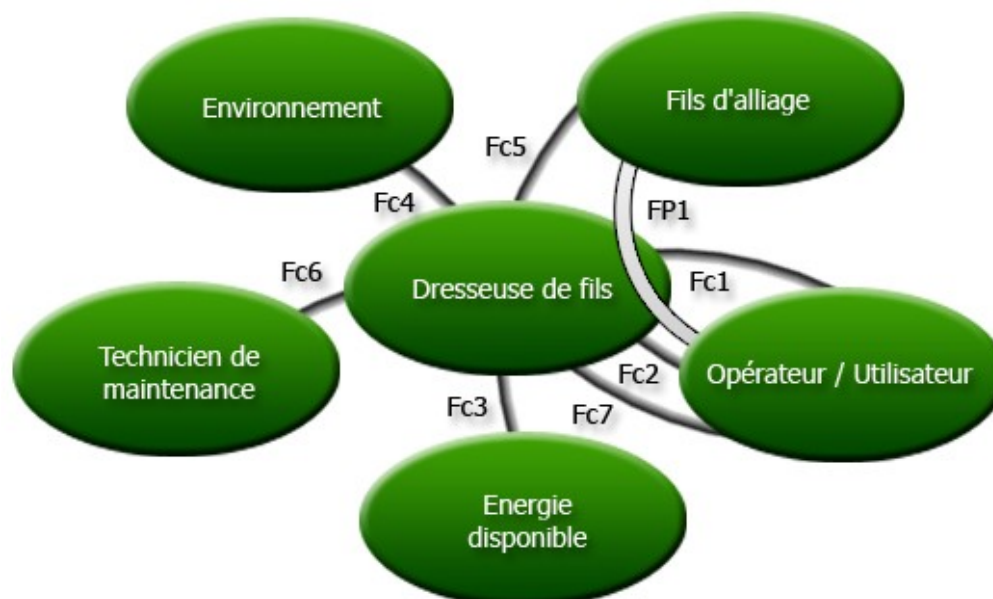 Environnement
Fils d'alliage
Fc5
Fc4
FP1
Fc6
Dresseuse de fils
Fc1
Technicien de
maintenance
Fc3
Fc7
Fc2
Opérateur / Utilisateur
Energie
disponible